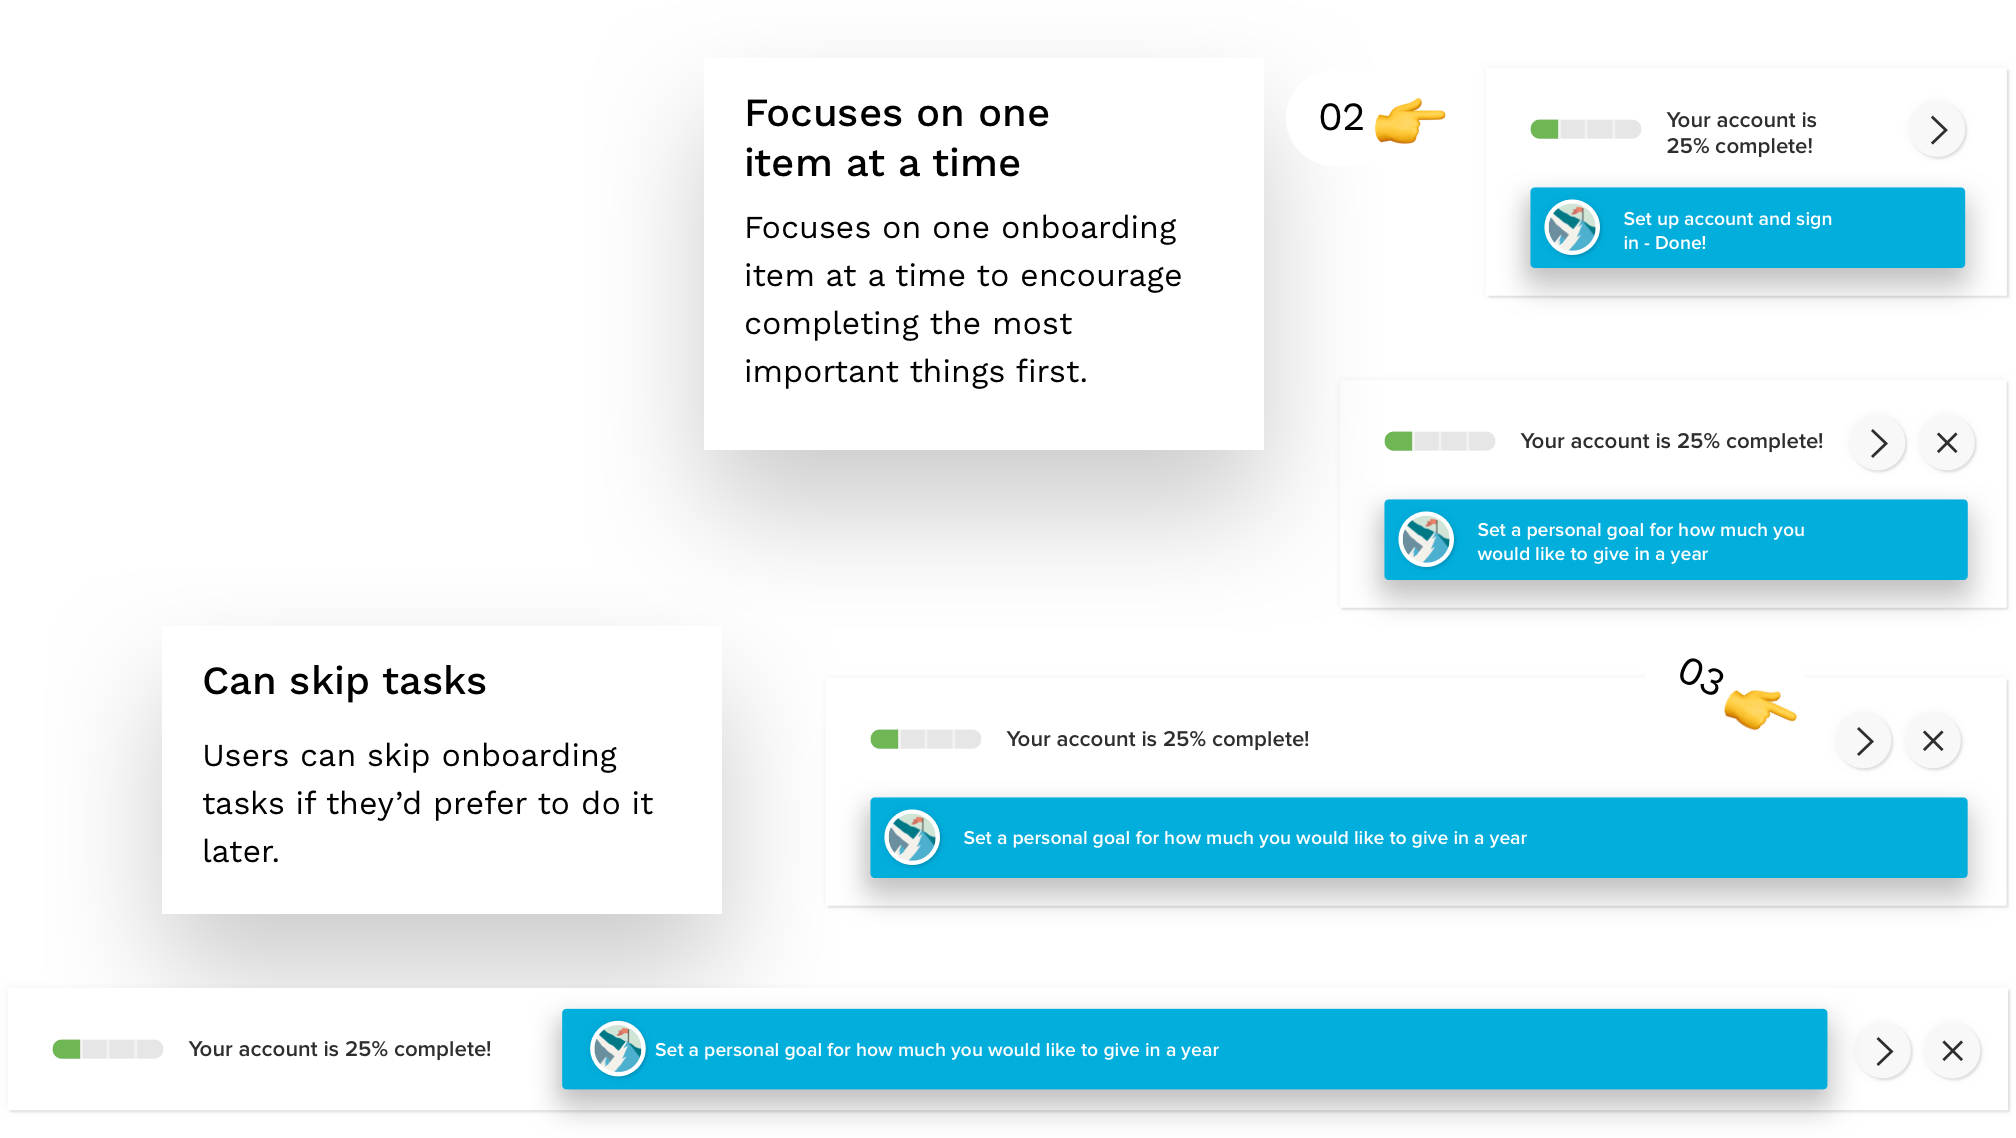 Focuses on one
item at a time
Focuses on one onboarding
item at a time to encourage
completing the most
important things first.
02
Your account is
25% complete!
Set up account and sign
in - Done!
Your account is 25% complete!
Set a personal goal for how much you
would like to give in a year
Can skip tasks
Users can skip onboarding
tasks if they’d prefer to do it
later.
03
Your account is 25% complete!
Set a personal goal for how much you would like to give in a year
Your account is 25% complete!
Set a personal goal for how much you would like to give in a year